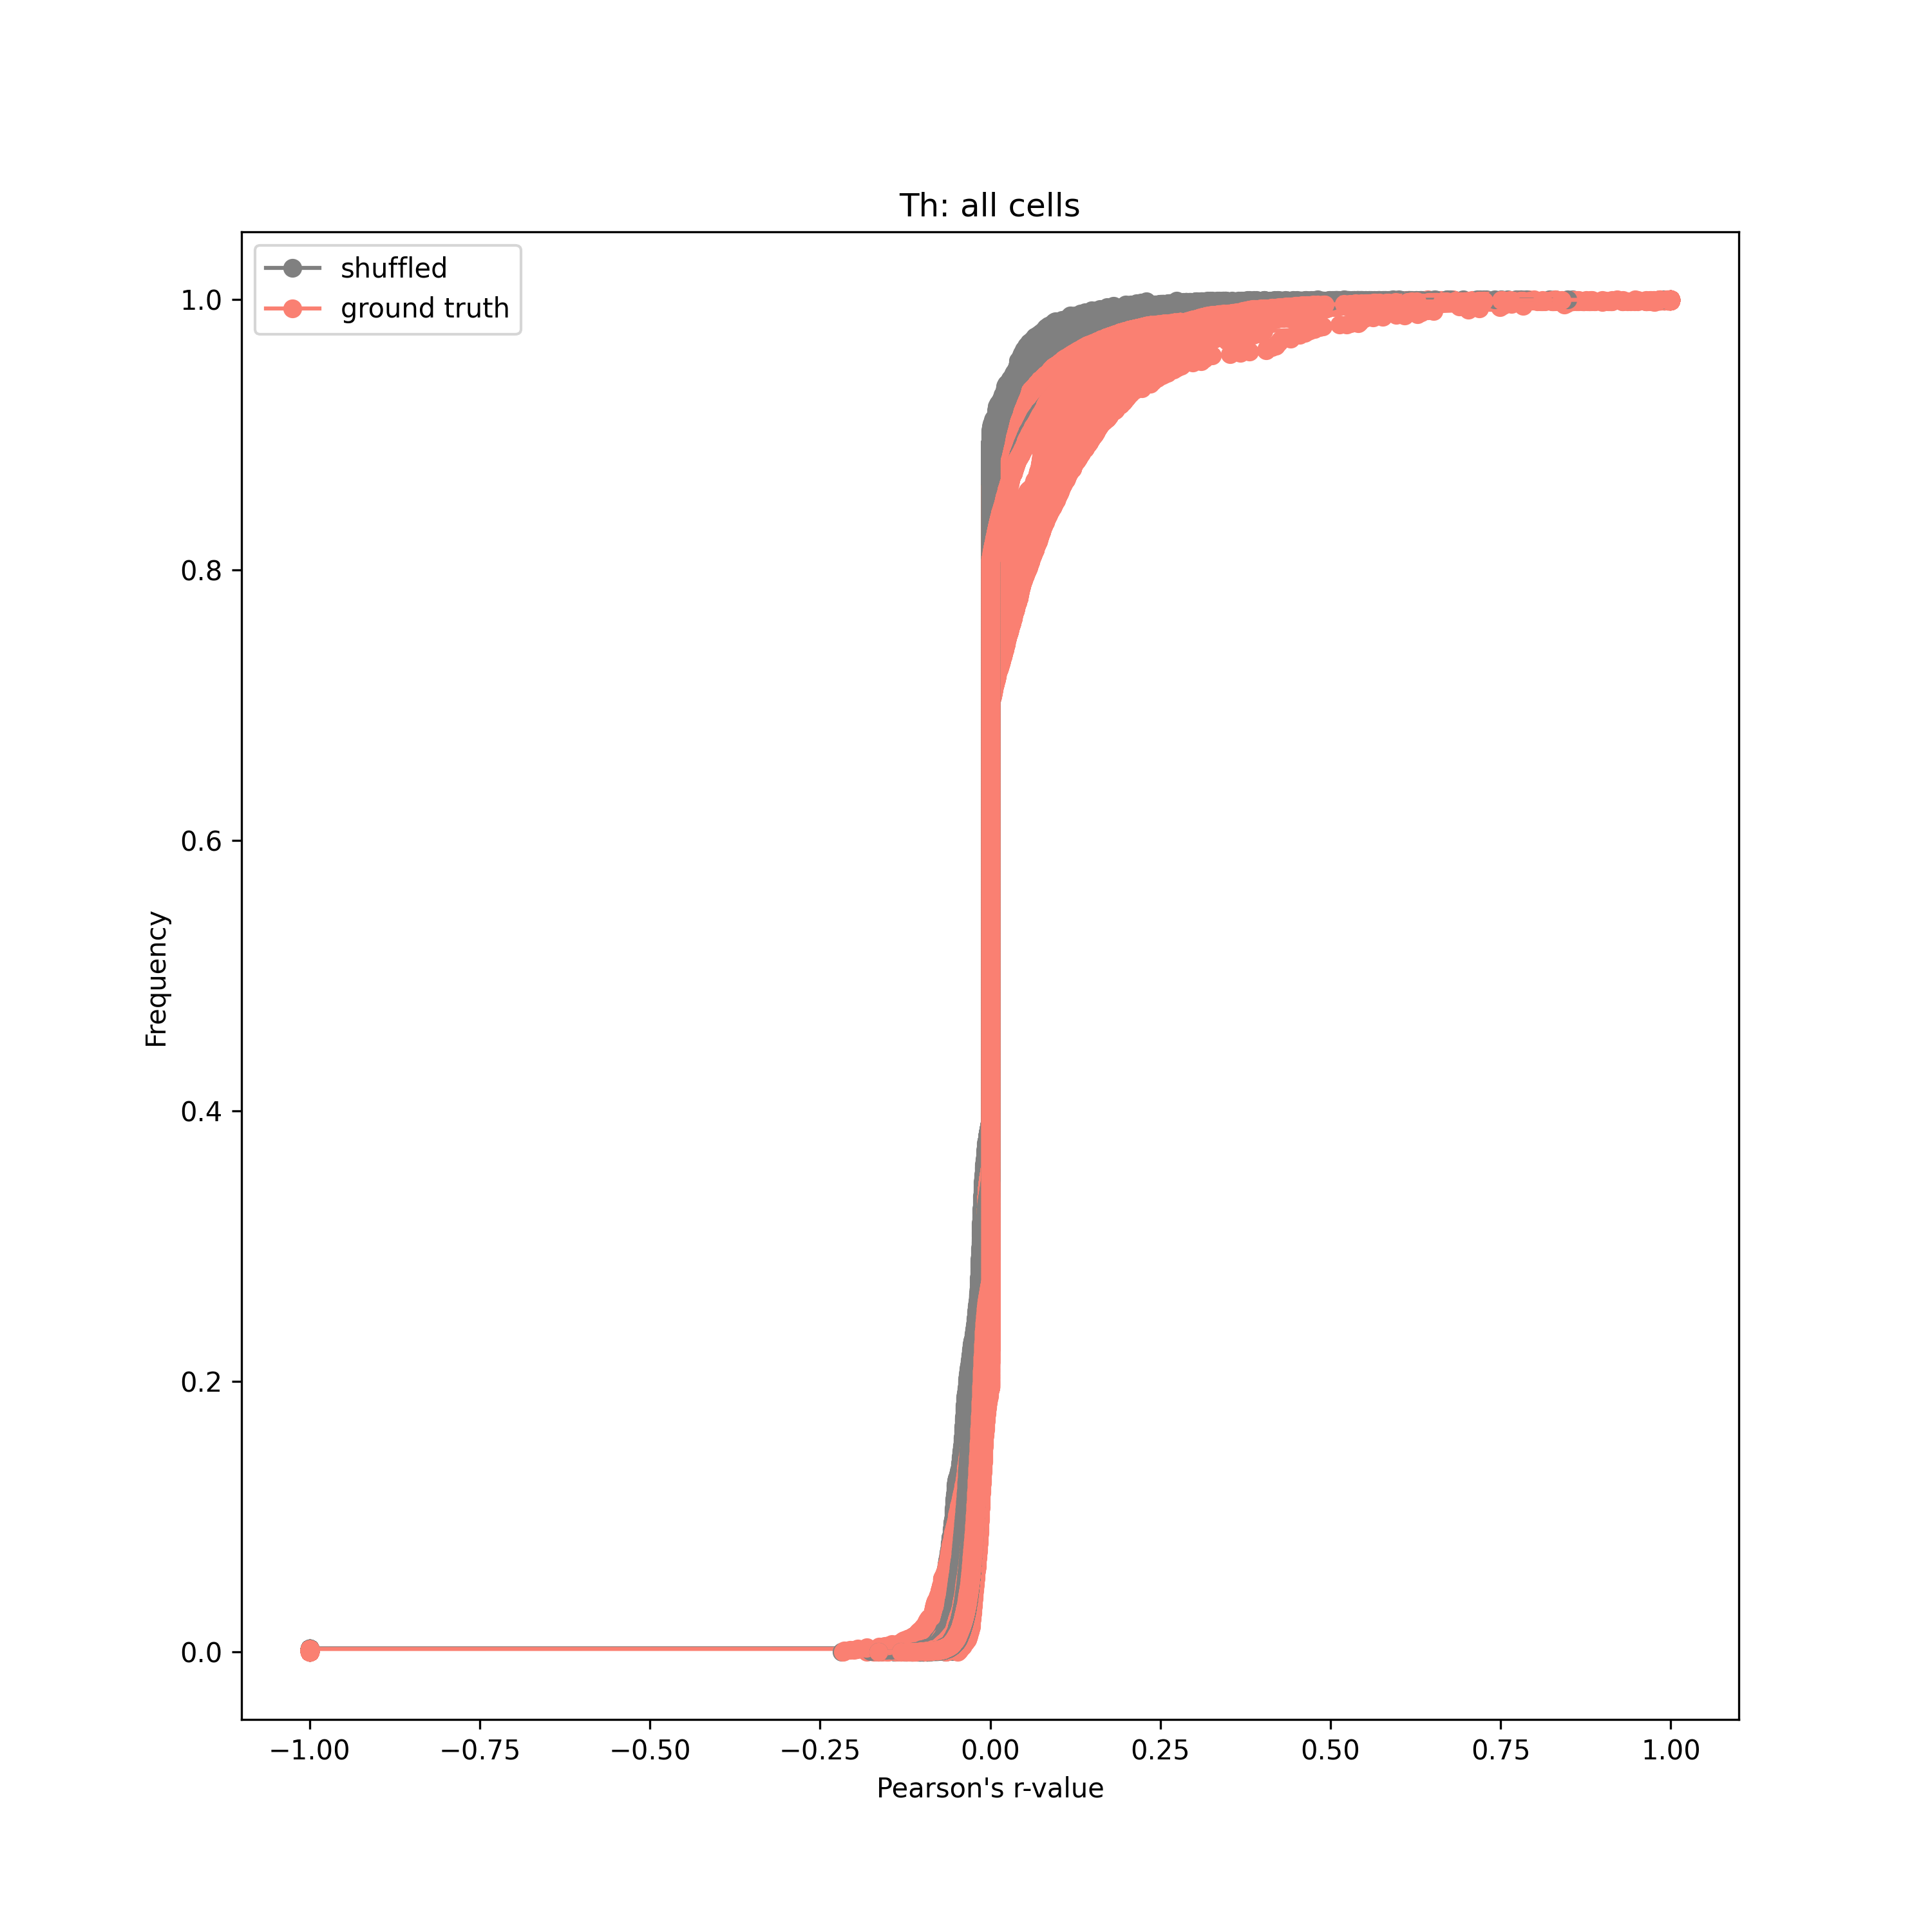 Th: all cells
shuffled
ground truth
1.0
0.8
0.6
0.4
0.2
0.0
Frequency
−1.00 −0.75 −0.50 −0.25 0.00 0.25 0.50 0.75 1.00
Pearson's r-value